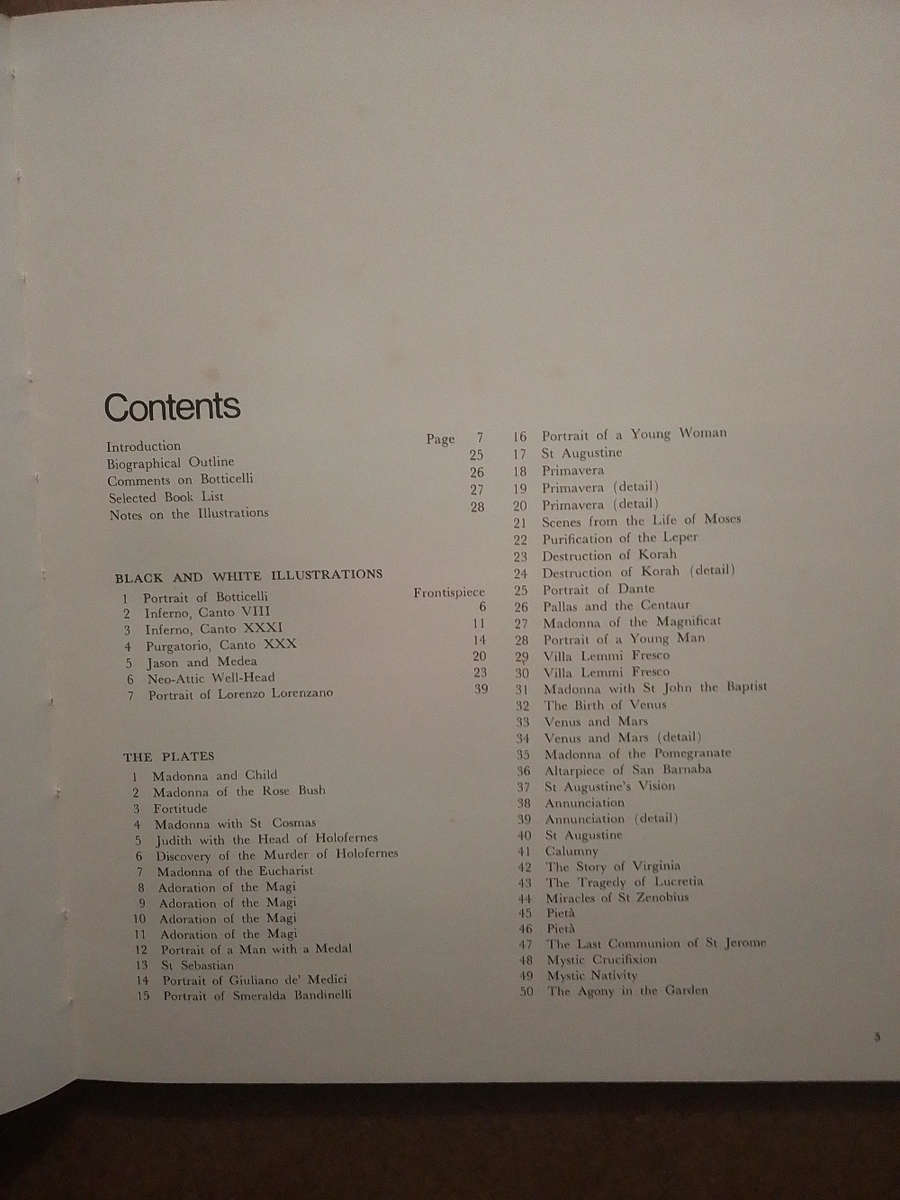 Contents
Introduction Page 7
Biographical Outline 25
Comments on Botticelli 26
Selected Book List 27
Notes on the Illustrations 28
BLACK AND WHITE ILLUSTRATIONS
1 Portrait of Botticelli Frontispiece
2 Inferno, Canto VIII 6
3 Inferno, Canto XXXI 11
4 Purgatorio, Canto XXX 14
5 Jason and Medea 20
6 Neo-Attic Well-Head 23
7 Portrait of Lorenzo Lorenzano 39
THE PLATES
1 Madonna and Child
2 Madonna of the Rose Bush
3 Fortitude
4 Madonna with St Cosmas
5 Judith with the Head of Holofernes
6 Discovery of the Murder of Holofernes
7 Madonna of the Eucharist
8 Adoration of the Magi
9 Adoration of the Magi
10 Adoration of the Magi
11 Adoration of the Magi
12 Portrait of a Man with a Medal
13 St Sebastian
14 Portrait of Giuliano de' Medici
15 Portrait of Smeralda Bandinelli
16 Portrait of a Young Woman
17 St Augustine
18 Primavera
19 Primavera (detail)
20 Primavera (detail)
21 Scenes from the Life of Moses
22 Purification of the Leper
23 Destruction of Korah
24 Destruction of Korah (detail)
25 Portrait of Dante
26 Pallas and the Centaur
27 Madonna of the Magnificat
28 Portrait of a Young Man
29 Villa Lemmi Fresco
30 Villa Lemmi Fresco
31 Madonna with St John the Baptist
32 The Birth of Venus
33 Venus and Mars
34 Venus and Mars (detail)
35 Madonna of the Pomegranate
36 Altarpiece of San Barnaba
37 St Augustine's Vision
38 Annunciation
39 Annunciation (detail)
40 St Augustine
41 Calumny
42 The Story of Virginia
43 The Tragedy of Lucretia
44 Miracles of St Zenobius
45 Pietà
46 Pietà
47 The Last Communion of St Jerome
48 Mystic Crucifixion
49 Mystic Nativity
50 The Agony in the Garden